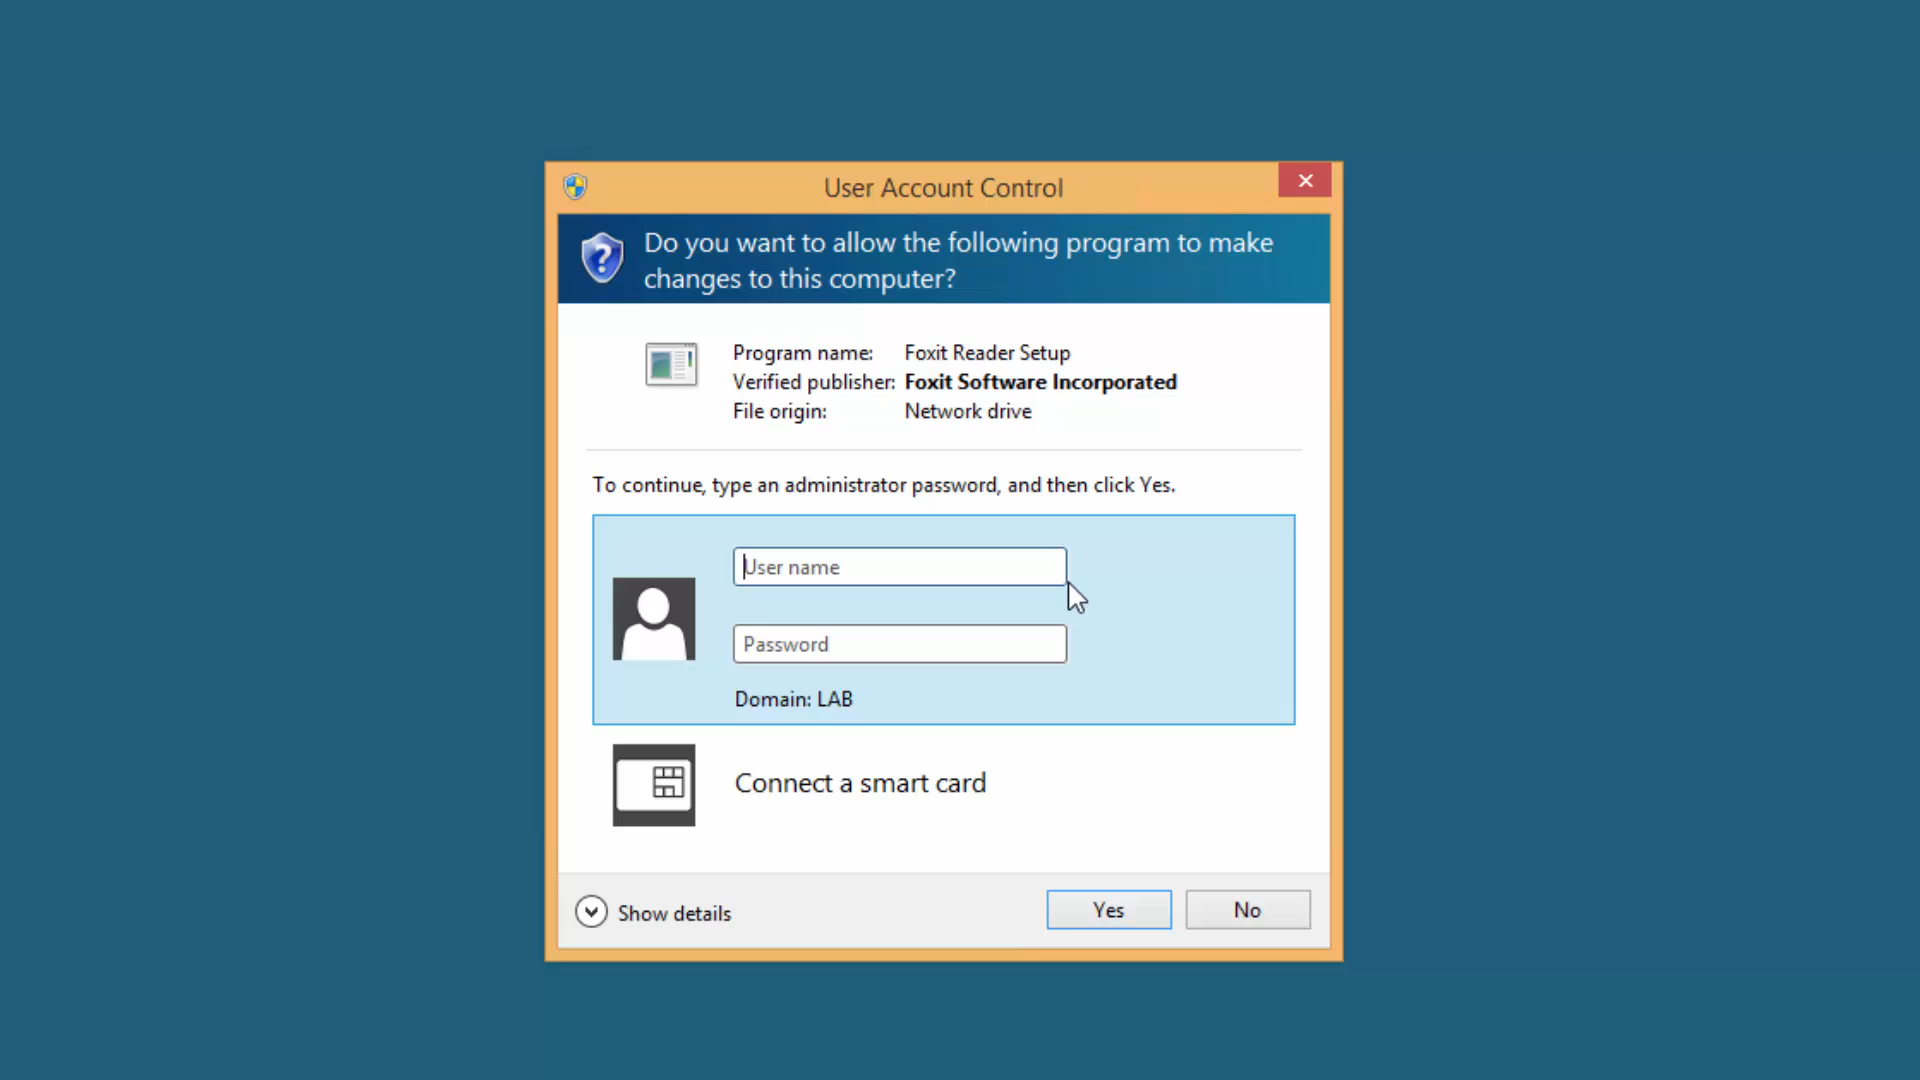 User Account Control
Do you want to allow the following program to make
changes to this computer?
Program name: Foxit Reader Setup
Verified publisher: Foxit Software Incorporated
File origin: Network drive
To continue, type an administrator password, and then click Yes.
User name
Password
Domain: LAB
Connect a smart card
Show details
Yes
No